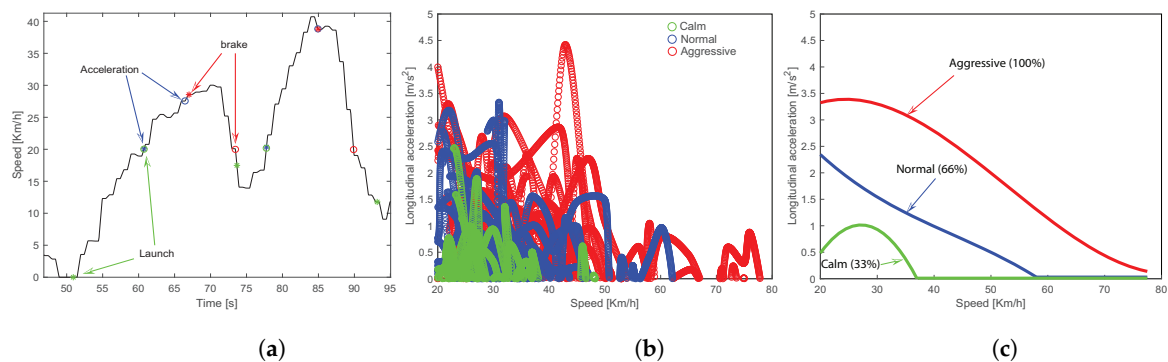 40
35
30
25
20
15
10
5
0
Speed [Km/h]
50 55 60 65 70 75 80 85 90 95
Time [s]
Acceleration
brake
Launch
(a)
5
4.5
4
3.5
3
2.5
2
1.5
1
0.5
0
Longitudinal acceleration [m/s²]
Calm
Normal
Aggressive
20 30 40 50 60 70 80
Speed [Km/h]
(b)
5
4.5
4
3.5
3
2.5
2
1.5
1
0.5
0
Longitudinal acceleration [m/s²]
Aggressive (100%)
Normal (66%)
Calm (33%)
20 30 40 50 60 70 80
Speed [Km/h]
(c)